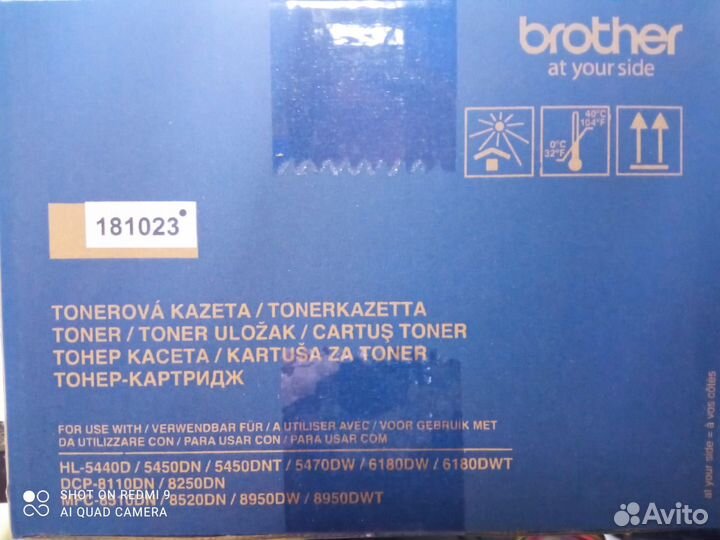 brother
at your side
40°C
104°F
0°C
32°F
181023
TONEROVÁ KAZETA / TONERKAZETTA
TONER / TONER ULOŽAK / CARTUŞ TONER
ТОНЕР КАСЕТА / KARTUŠA ZA TONER
ТОНЕР-КАРТРИДЖ
FOR USE WITH / VERWENDBAR FÜR / A UTILISER AVEC / VOOR GEBRUIK MET
DA UTILIZZARE CON / PARA USAR CON / PARA USAR COM
HL-5440D / 5450DN / 5450DNT / 5470DW / 6180DW / 6180DWT
DCP-8110DN / 8250DN
MFC-8510DN / 8520DN / 8950DW / 8950DWT
at your side = à vos côtés
SHOT ON REDMI 9
AI QUAD CAMERA
Avito